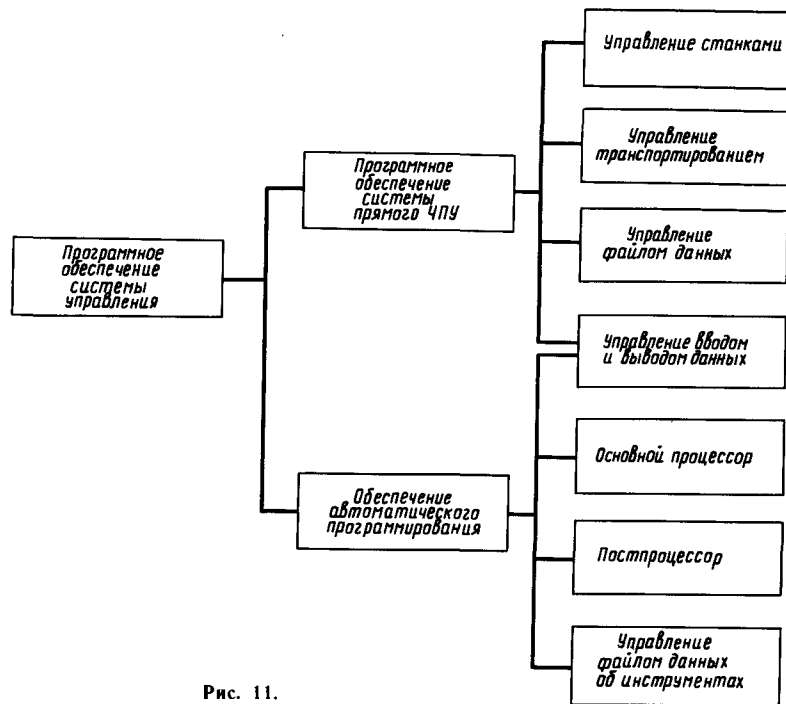 Программное
обеспечение
системы
управления
Программное
обеспечение
системы
прямого ЧПУ
Обеспечение
автоматического
программирования
Управление станками
Управление
транспортированием
Управление
файлом данных
Управление вводом
и выводом данных
Основной процессор
Постпроцессор
Управление
файлом данных
об инструментах
Рис. 11.